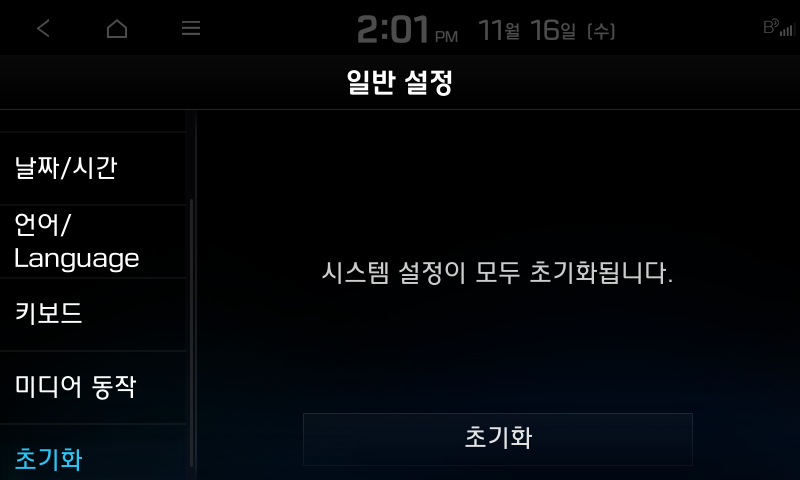 2:01 PM 11월 16일 (수)
B
일반 설정
날짜/시간
언어/
Language
키보드
미디어 동작
초기화
시스템 설정이 모두 초기화됩니다.
초기화